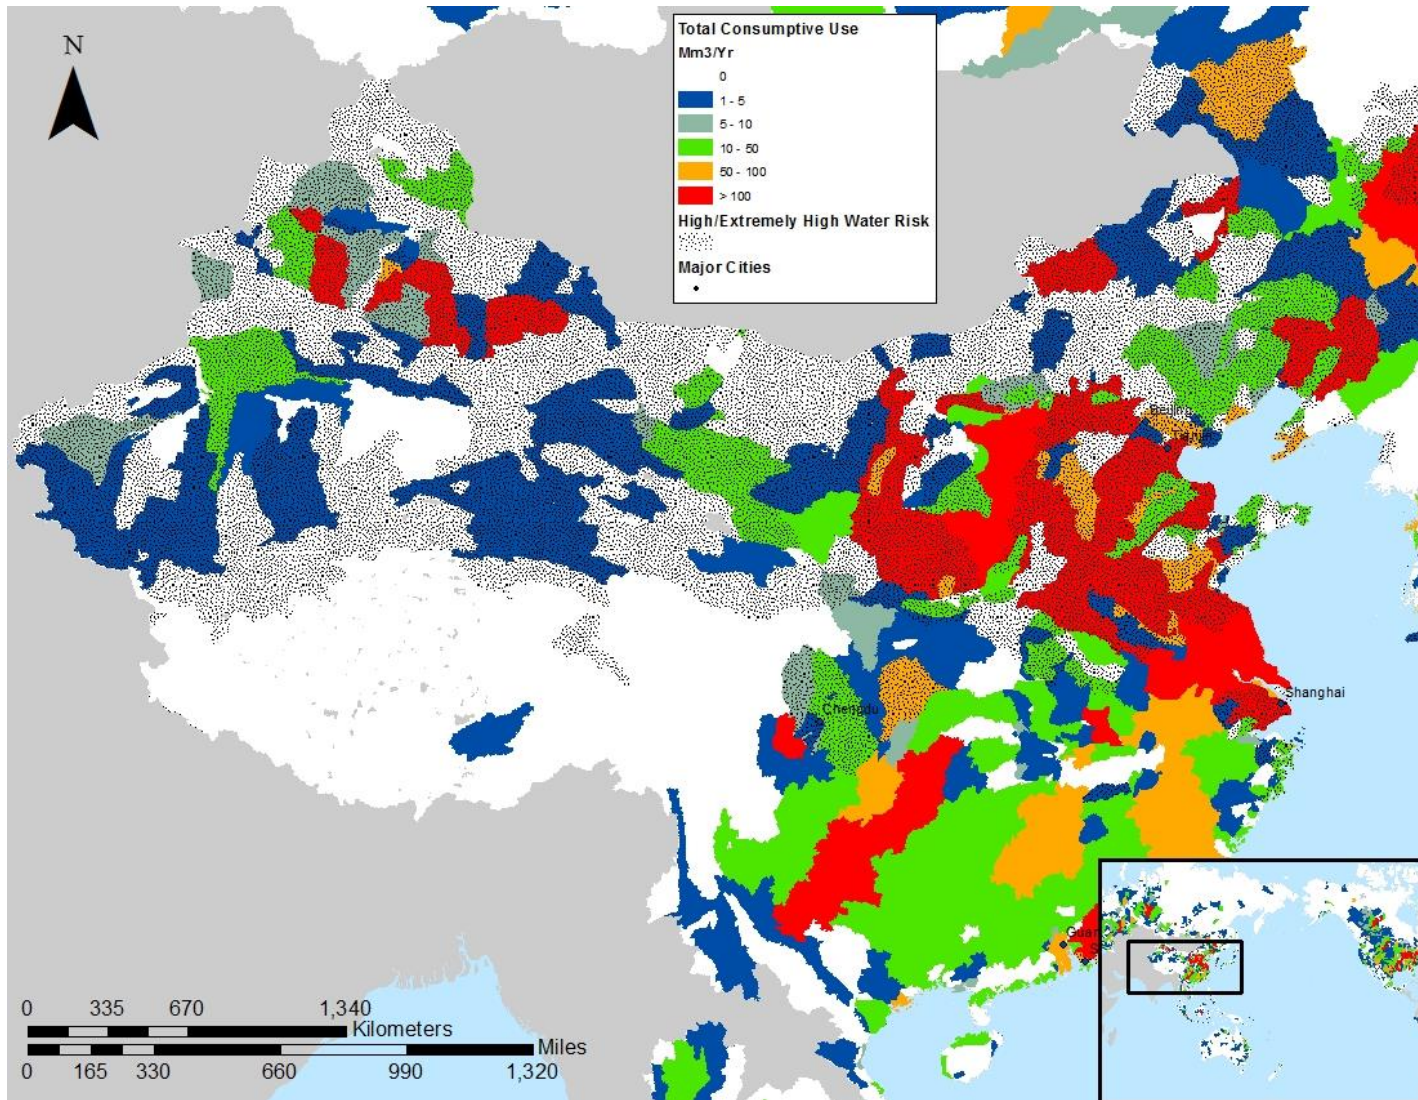 N
Total Consumptive Use
Mm3/Yr
0
1 - 5
5 - 10
10 - 50
50 - 100
> 100
High/Extremely High Water Risk
Major Cities
Shanghai
Chengdu
Guan
S
0 335 670 1,340
Kilometers
Miles
0 165 330 660 990 1,320